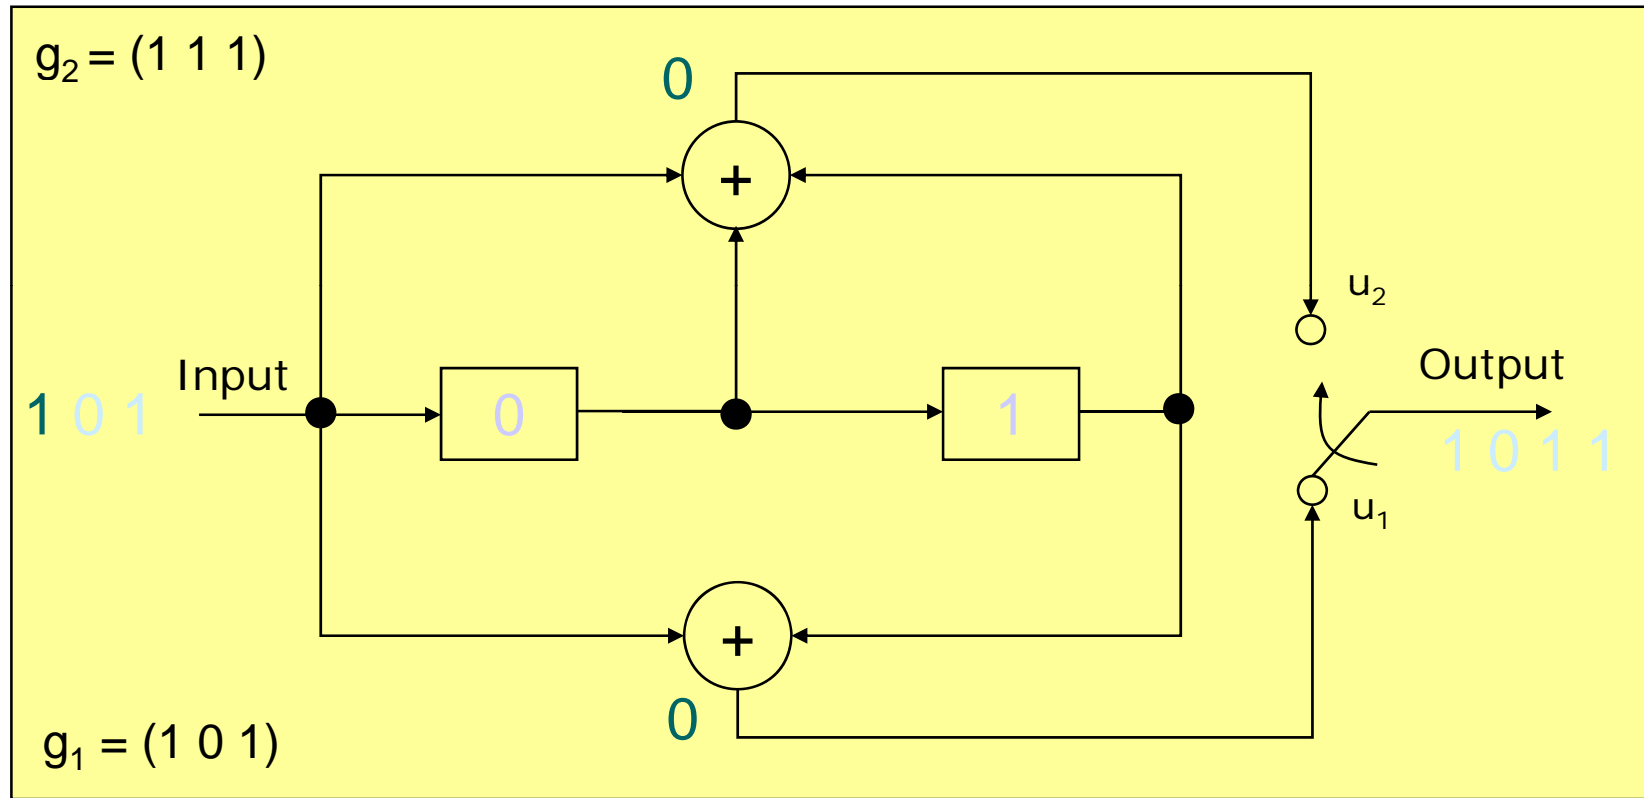 g₂ = (1 1 1)
0
+
u₂
Input
Output
1 0 1
0
1
1 0 1 1
u₁
+
0
g₁ = (1 0 1)